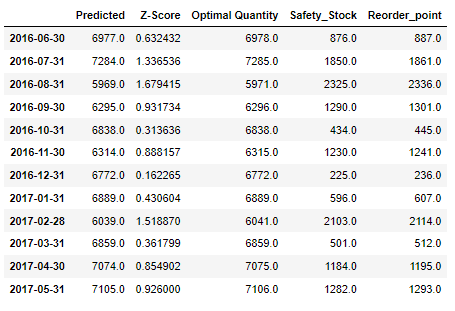 Predicted Z-Score Optimal Quantity Safety_Stock Reorder_point
2016-06-30 6977.0 0.632432 6978.0 876.0 887.0
2016-07-31 7284.0 1.336536 7285.0 1850.0 1861.0
2016-08-31 5969.0 1.679415 5971.0 2325.0 2336.0
2016-09-30 6295.0 0.931734 6296.0 1290.0 1301.0
2016-10-31 6838.0 0.313636 6838.0 434.0 445.0
2016-11-30 6314.0 0.888157 6315.0 1230.0 1241.0
2016-12-31 6772.0 0.162265 6772.0 225.0 236.0
2017-01-31 6889.0 0.430604 6889.0 596.0 607.0
2017-02-28 6039.0 1.518870 6041.0 2103.0 2114.0
2017-03-31 6859.0 0.361799 6859.0 501.0 512.0
2017-04-30 7074.0 0.854902 7075.0 1184.0 1195.0
2017-05-31 7105.0 0.926000 7106.0 1282.0 1293.0